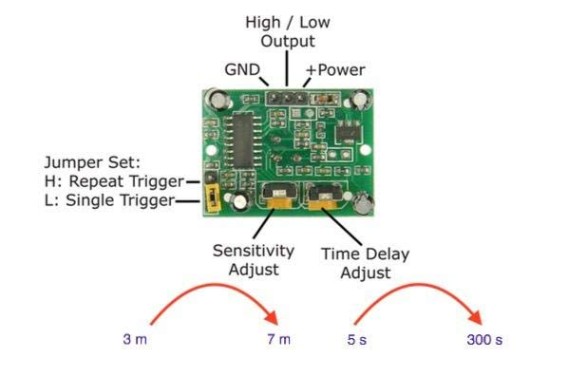 High / Low
Output
GND
+Power
Jumper Set:
H: Repeat Trigger
L: Single Trigger
Sensitivity
Adjust
Time Delay
Adjust
3 m
7 m
5 s
300 s